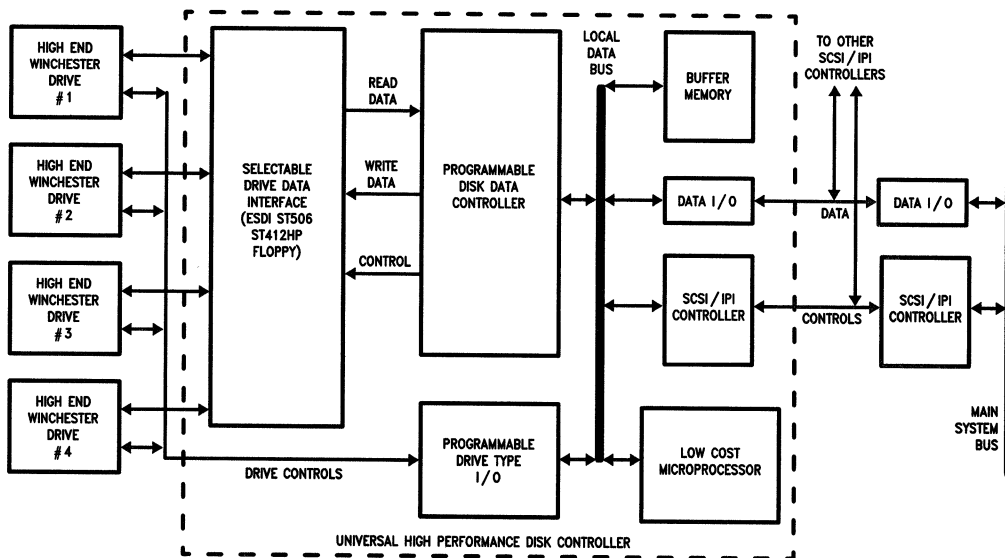 HIGH END
WINCHESTER
DRIVE
#1
HIGH END
WINCHESTER
DRIVE
#2
HIGH END
WINCHESTER
DRIVE
#3
HIGH END
WINCHESTER
DRIVE
#4
SELECTABLE
DRIVE DATA
INTERFACE
(ESDI ST506
ST412HP
FLOPPY)
READ
DATA
WRITE
DATA
CONTROL
DRIVE CONTROLS
PROGRAMMABLE
DISK DATA
CONTROLLER
PROGRAMMABLE
DRIVE TYPE
I/O
LOCAL
DATA
BUS
BUFFER
MEMORY
DATA I/O
SCSI/IPI
CONTROLLER
LOW COST
MICROPROCESSOR
TO OTHER
SCSI/IPI
CONTROLLERS
DATA
CONTROLS
DATA I/O
SCSI/IPI
CONTROLLER
MAIN
SYSTEM
BUS
UNIVERSAL HIGH PERFORMANCE DISK CONTROLLER